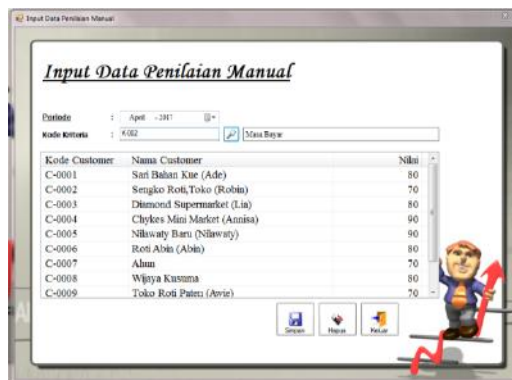 Input Data Penilaian Manual
Input Data Penilaian Manual
Periode : April - 2017
Kode Kriteria : K-002 Masa Bayar
Kode Customer Nama Customer Nilai
C-0001 Sari Bahan Kue (Ade) 80
C-0002 Sengko Roti,Toko (Robin) 70
C-0003 Diamond Supermarket (Lia) 80
C-0004 Chykes Mini Market (Annisa) 90
C-0005 Nilawaty Baru (Nilawaty) 90
C-0006 Roti Abin (Abin) 80
C-0007 Ahun 70
C-0008 Wijaya Kusuma 80
C-0009 Toko Roti Paten (Awie) 70
Simpan Hapus Keluar